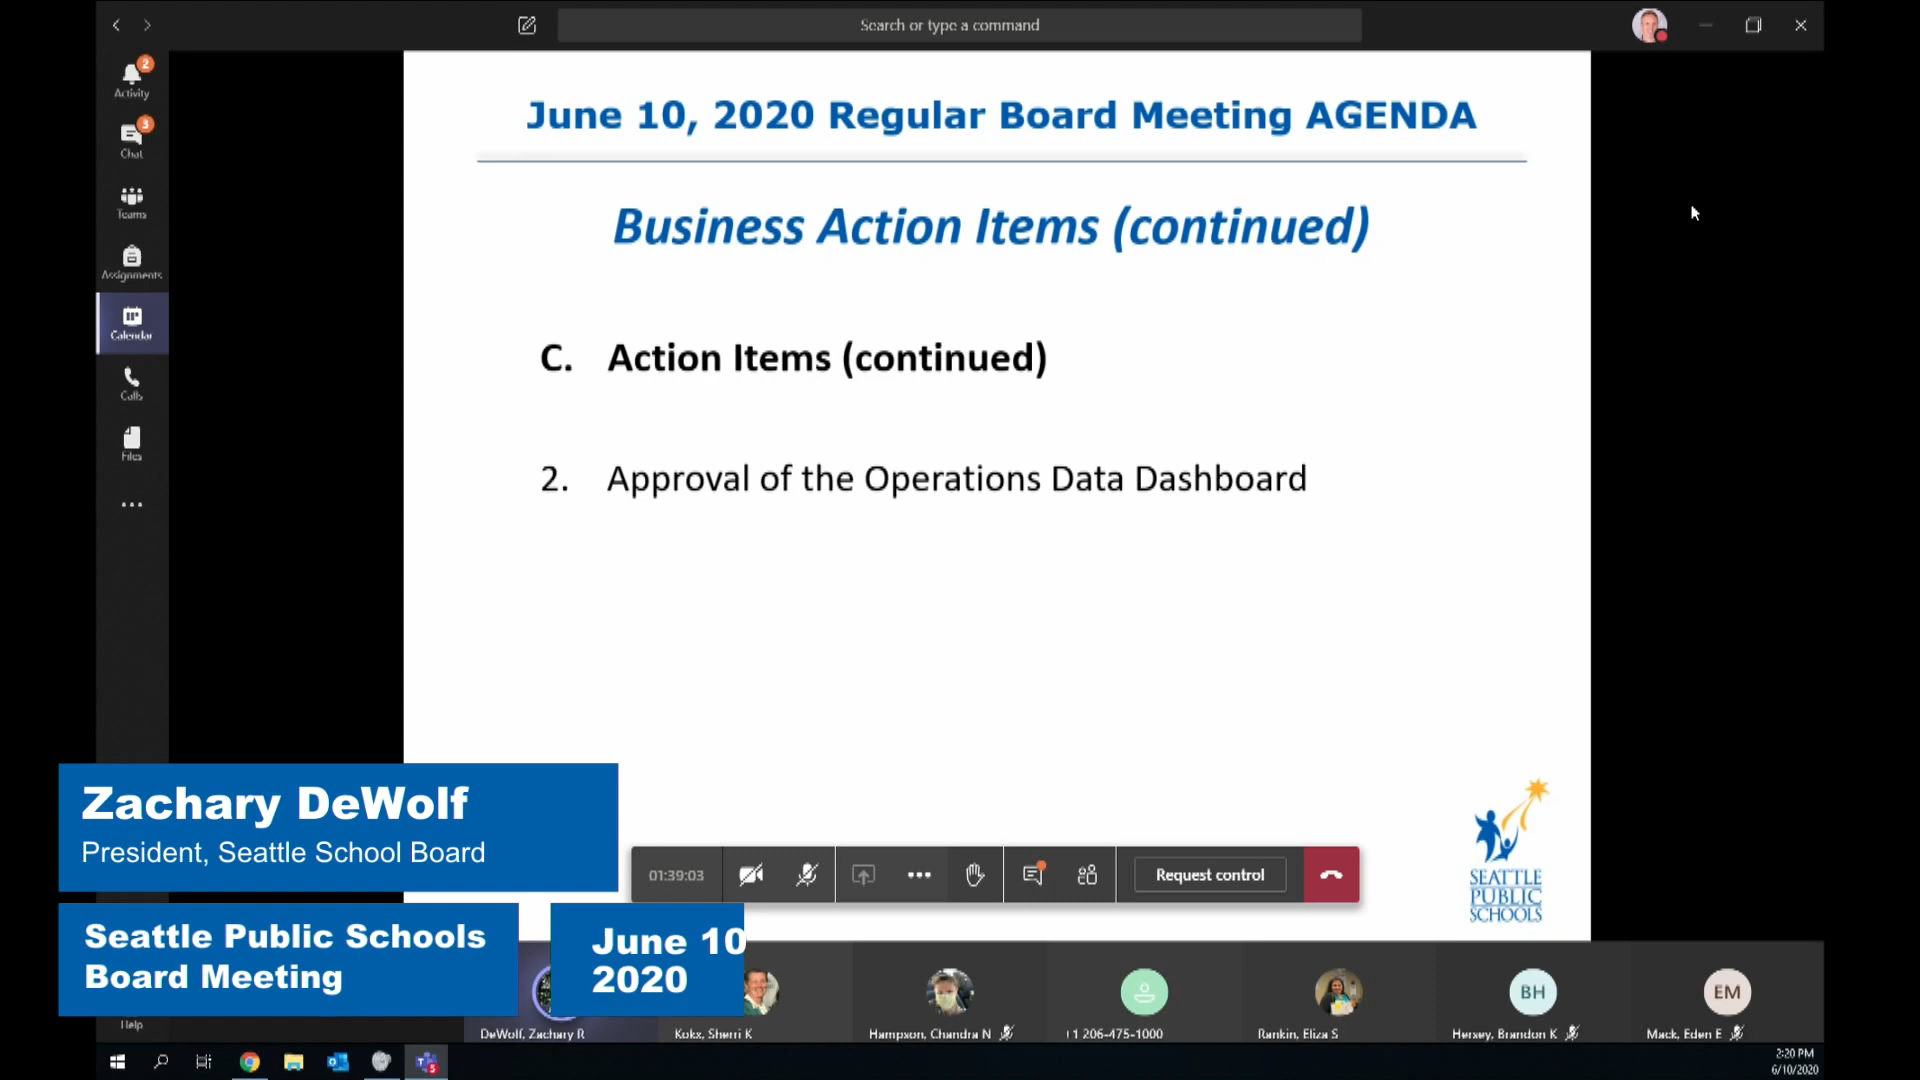 Search or type a command
2
Activity
3
Chat
Teams
Assignments
Calendar
Calls
Files
June 10, 2020 Regular Board Meeting AGENDA
Business Action Items (continued)
C. Action Items (continued)
2. Approval of the Operations Data Dashboard
Zachary DeWolf
President, Seattle School Board
01:39:03
Request control
SEATTLE
PUBLIC
SCHOOLS
Seattle Public Schools
Board Meeting
June 10
2020
BH
EM
Help
DeWolf, Zachary R
Kokx, Sherri K
Hampson, Chandra N
+1 206-475-1000
Rankin, Eliza S
Hersey, Brandon K
Mack, Eden E
5
2:20 PM
6/10/2020